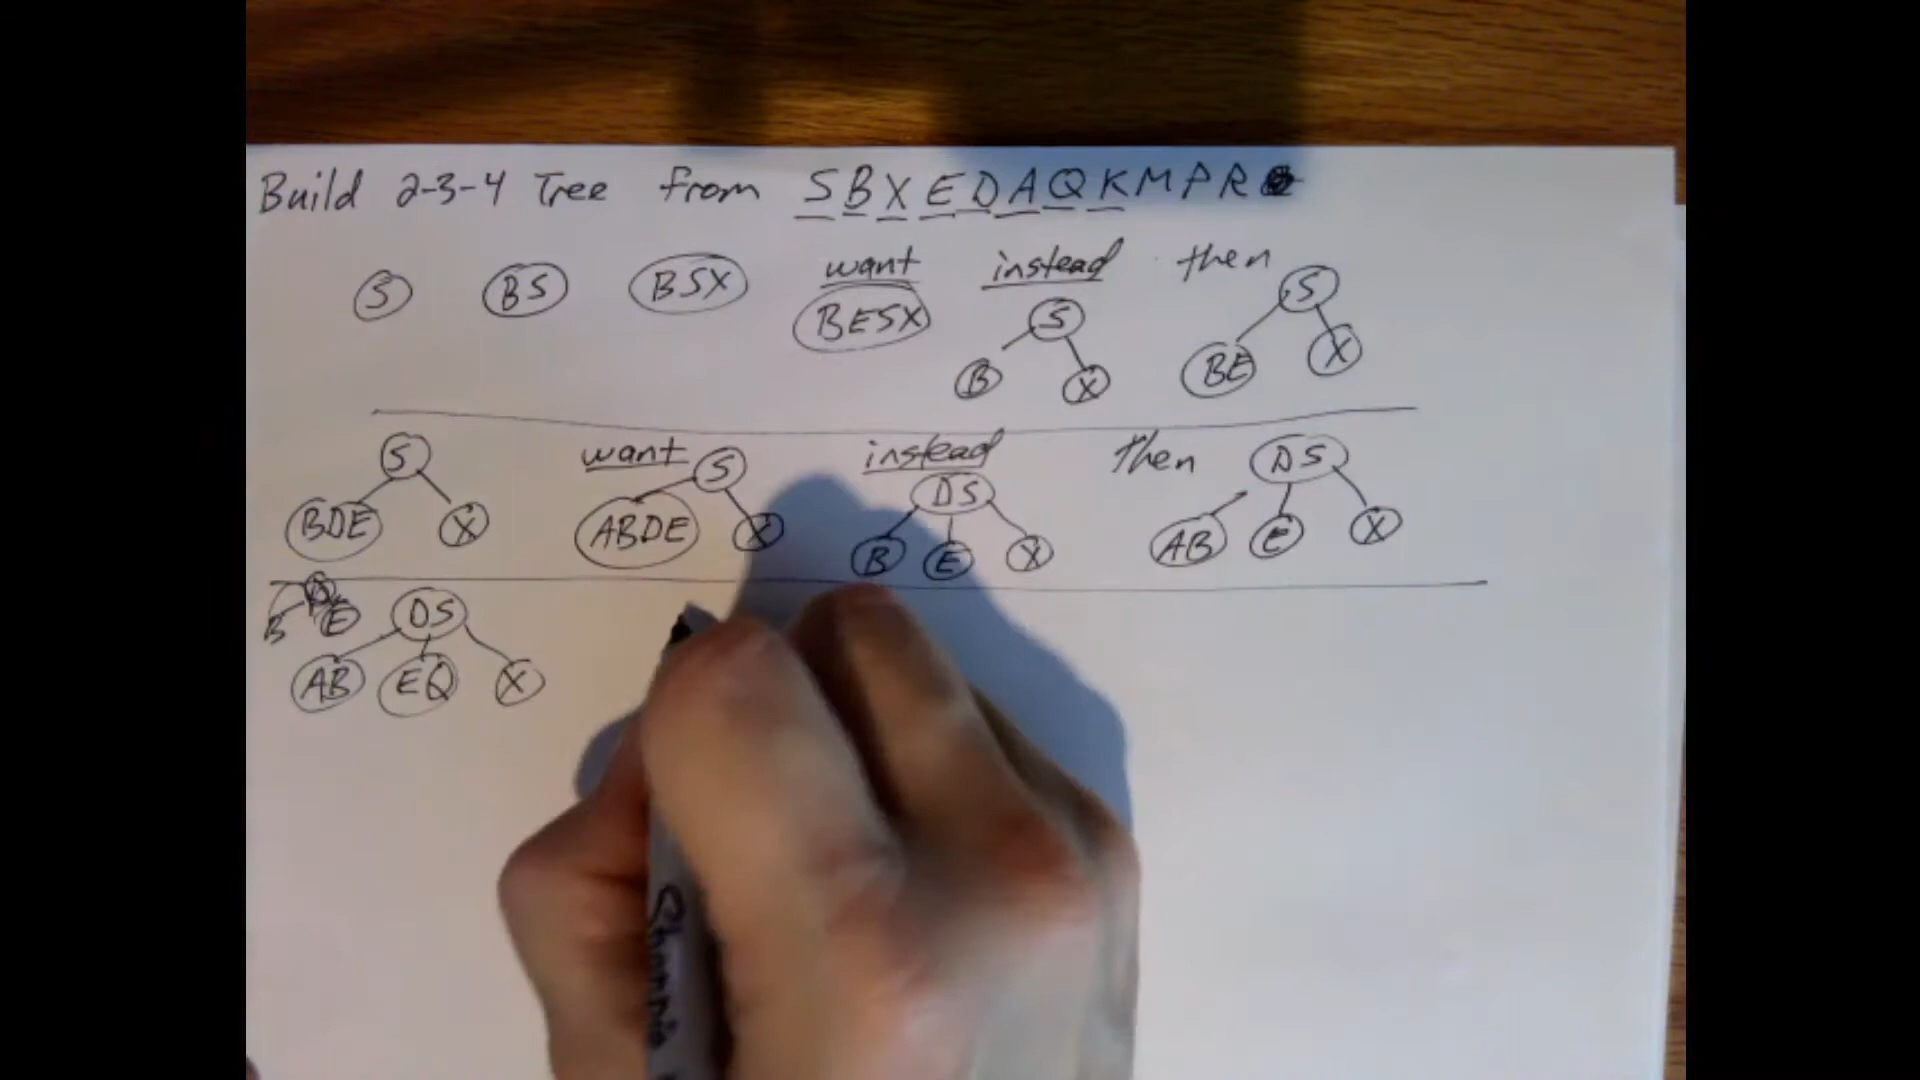 Build 2-3-4 Tree from S B X E D A Q K M P R
S BS BSX want instead then
BESX S S
B X BE X
S want S instead DS then DS
BDE X ABDE X B E X AB E X
B E DS
AB EQ X
Sharpie